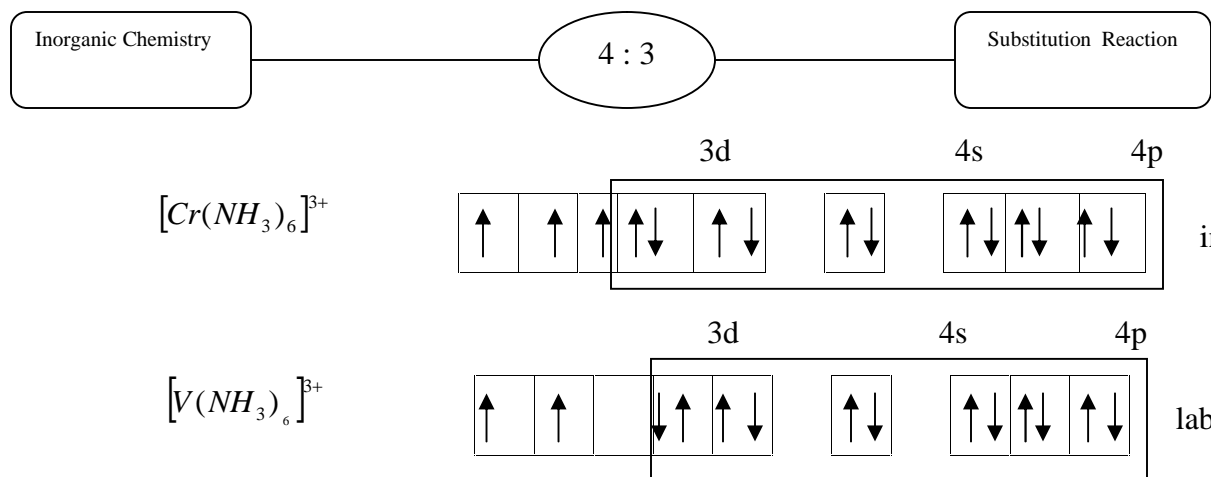 Inorganic Chemistry
4 : 3
Substitution Reaction
3d 4s 4p
[Cr(NH₃)₆]³⁺
3d 4s 4p
[V(NH₃)₆]³⁺